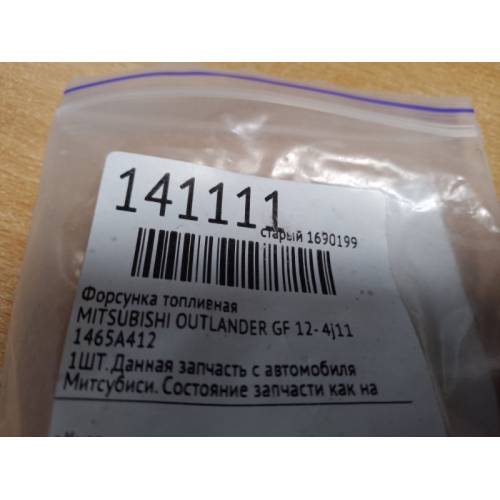 141111
старый 1690199
Форсунка топливная
MITSUBISHI OUTLANDER GF 12- 4j11
1465A412
1ШТ.Данная запчасть с автомобиля
Митсубиси. Состояние запчасти как на